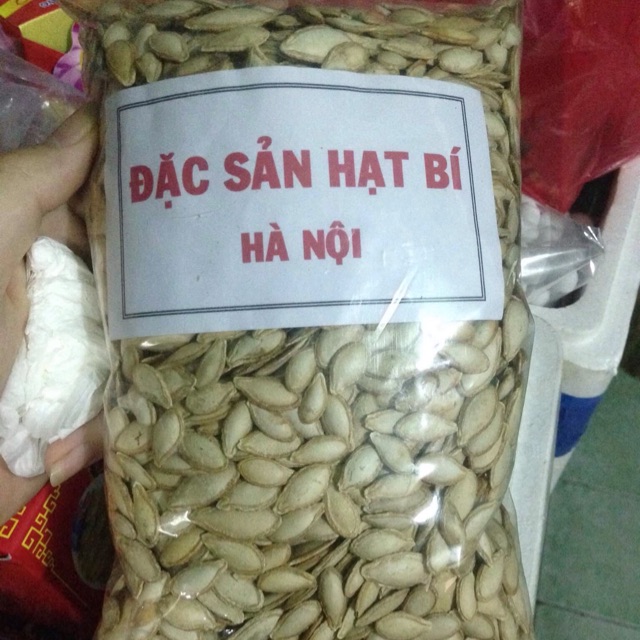 ĐẶC SẢN HẠT BÍ
HÀ NỘI